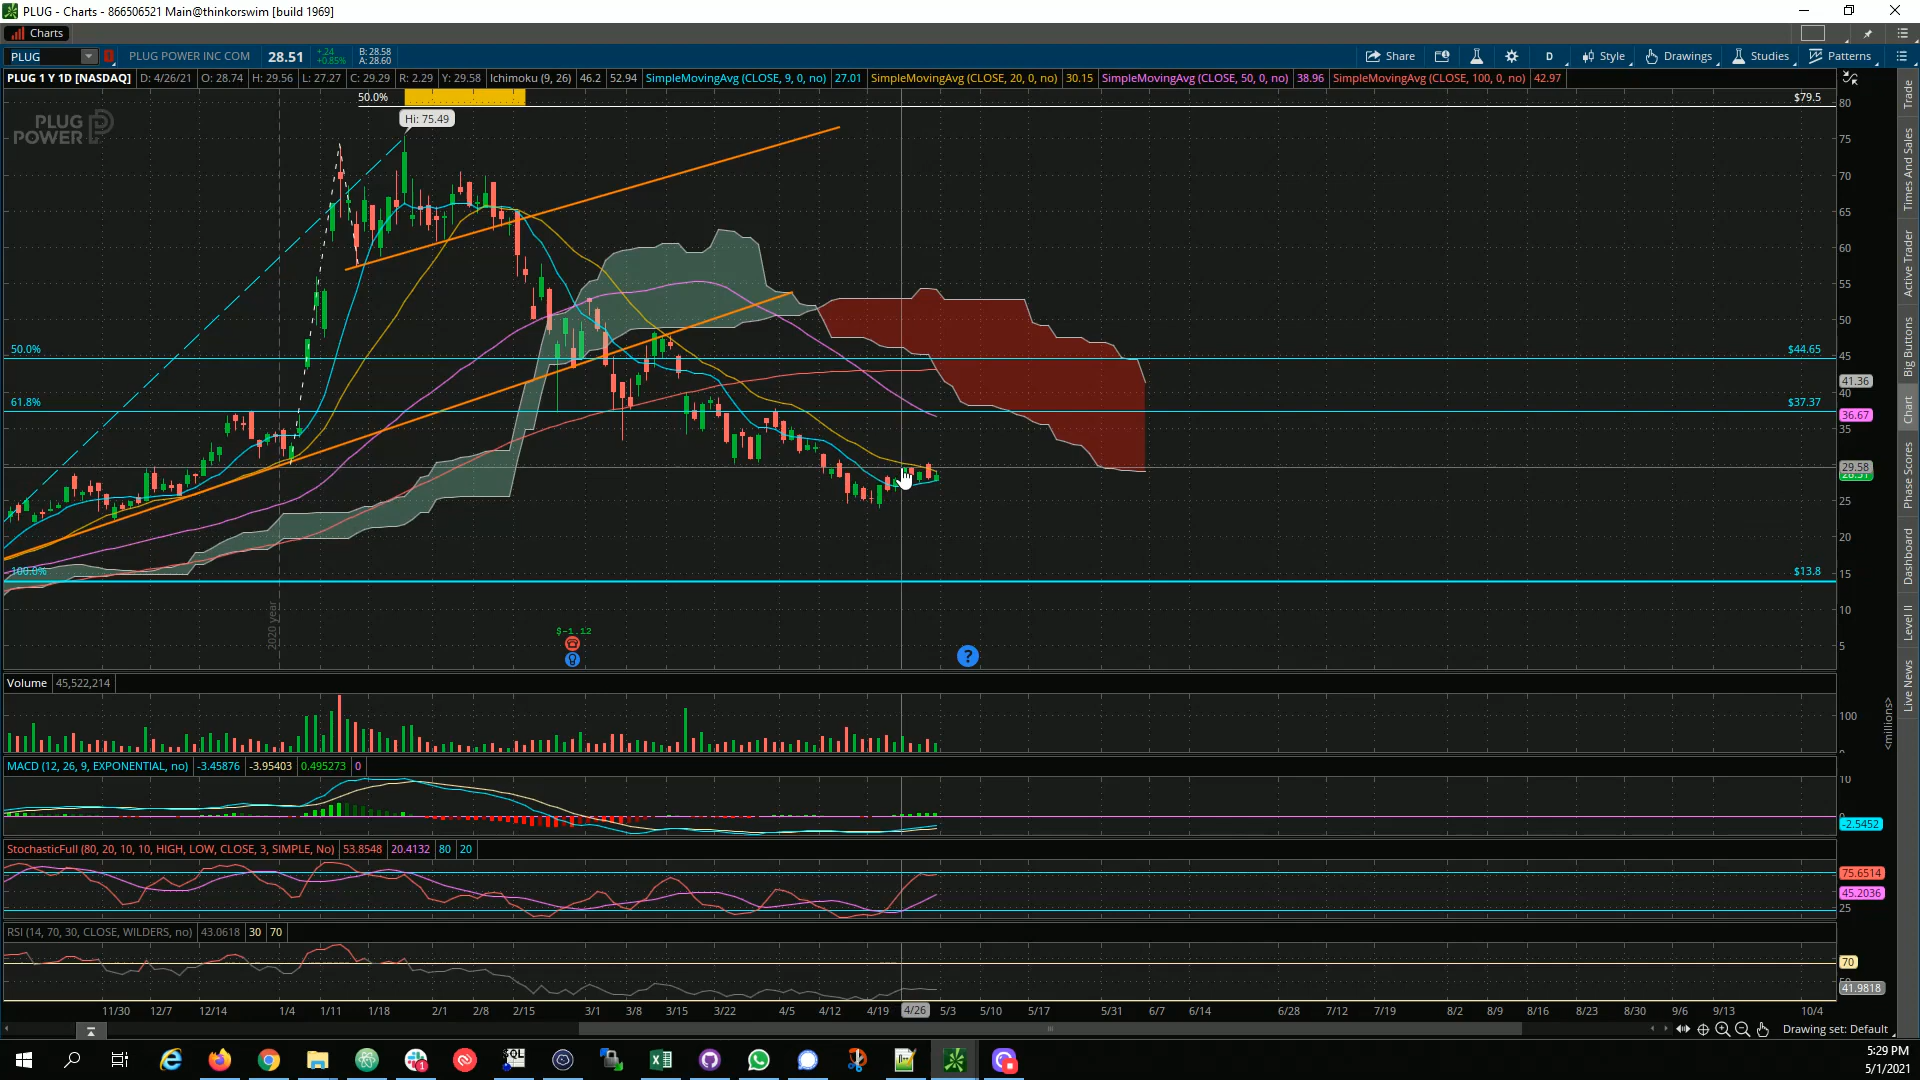 PLUG - Charts - 866506521 Main@thinkorswim [build 1969]
Charts
PLUG PLUG POWER INC COM 28.51 +.24 +0.85% B: 28.58 A: 28.60 Share D Style Drawings Studies Patterns
PLUG 1 Y 1D [NASDAQ] D: 4/26/21 O: 28.74 H: 29.56 L: 27.27 C: 29.29 R: 2.29 Y: 29.58 Ichimoku (9, 26) 46.2 52.94 SimpleMovingAvg (CLOSE, 9, 0, no) 27.01 SimpleMovingAvg (CLOSE, 20, 0, no) 30.15 SimpleMovingAvg (CLOSE, 50, 0, no) 38.96 SimpleMovingAvg (CLOSE, 100, 0, no) 42.97
50.0% $79.5
80
PLUG POWER
Hi: 75.49
75
70
65
60
55
50
50.0% $44.65
45
41.36
40
61.8% $37.37
36.67
35
29.58
28.51
25
20
100.0% $13.8
15
10
2020 year
$-1.12
5
?
Volume 45,522,214
100
<millions>
MACD (12, 26, 9, EXPONENTIAL, no) -3.45876 -3.95403 0.495273 0
10
-2.5452
StochasticFull (80, 20, 10, 10, HIGH, LOW, CLOSE, 3, SIMPLE, No) 53.8548 20.4132 80 20
75.6514
45.2036
25
RSI (14, 70, 30, CLOSE, WILDERS, no) 43.0618 30 70
70
41.9818
11/30 12/7 12/14 1/4 1/11 1/18 2/1 2/8 2/15 3/1 3/8 3/15 3/22 4/5 4/12 4/19 4/26 5/3 5/10 5/17 5/31 6/7 6/14 6/28 7/12 7/19 8/2 8/9 8/16 8/23 8/30 9/6 9/13 10/4
Drawing set: Default
Trade
Times And Sales
Active Trader
Big Buttons
Chart
Phase Scores
Dashboard
Level II
Live News
SQL
1
5:29 PM
5/1/2021